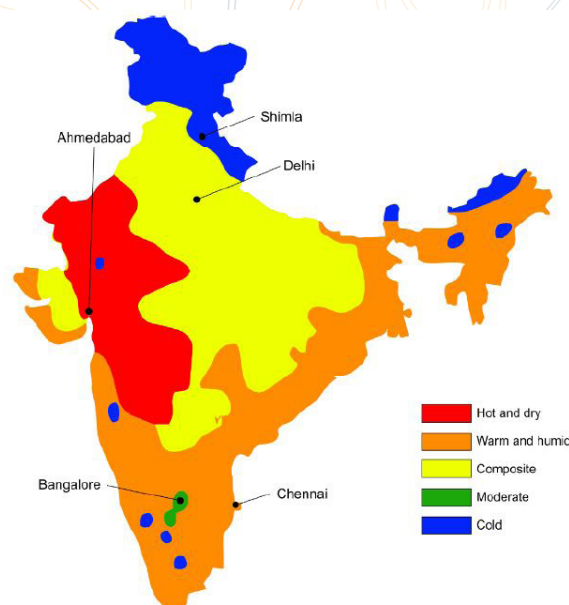 Shimla
Ahmedabad
Delhi
Hot and dry
Warm and humid
Composite
Bangalore
Chennai
Moderate
Cold